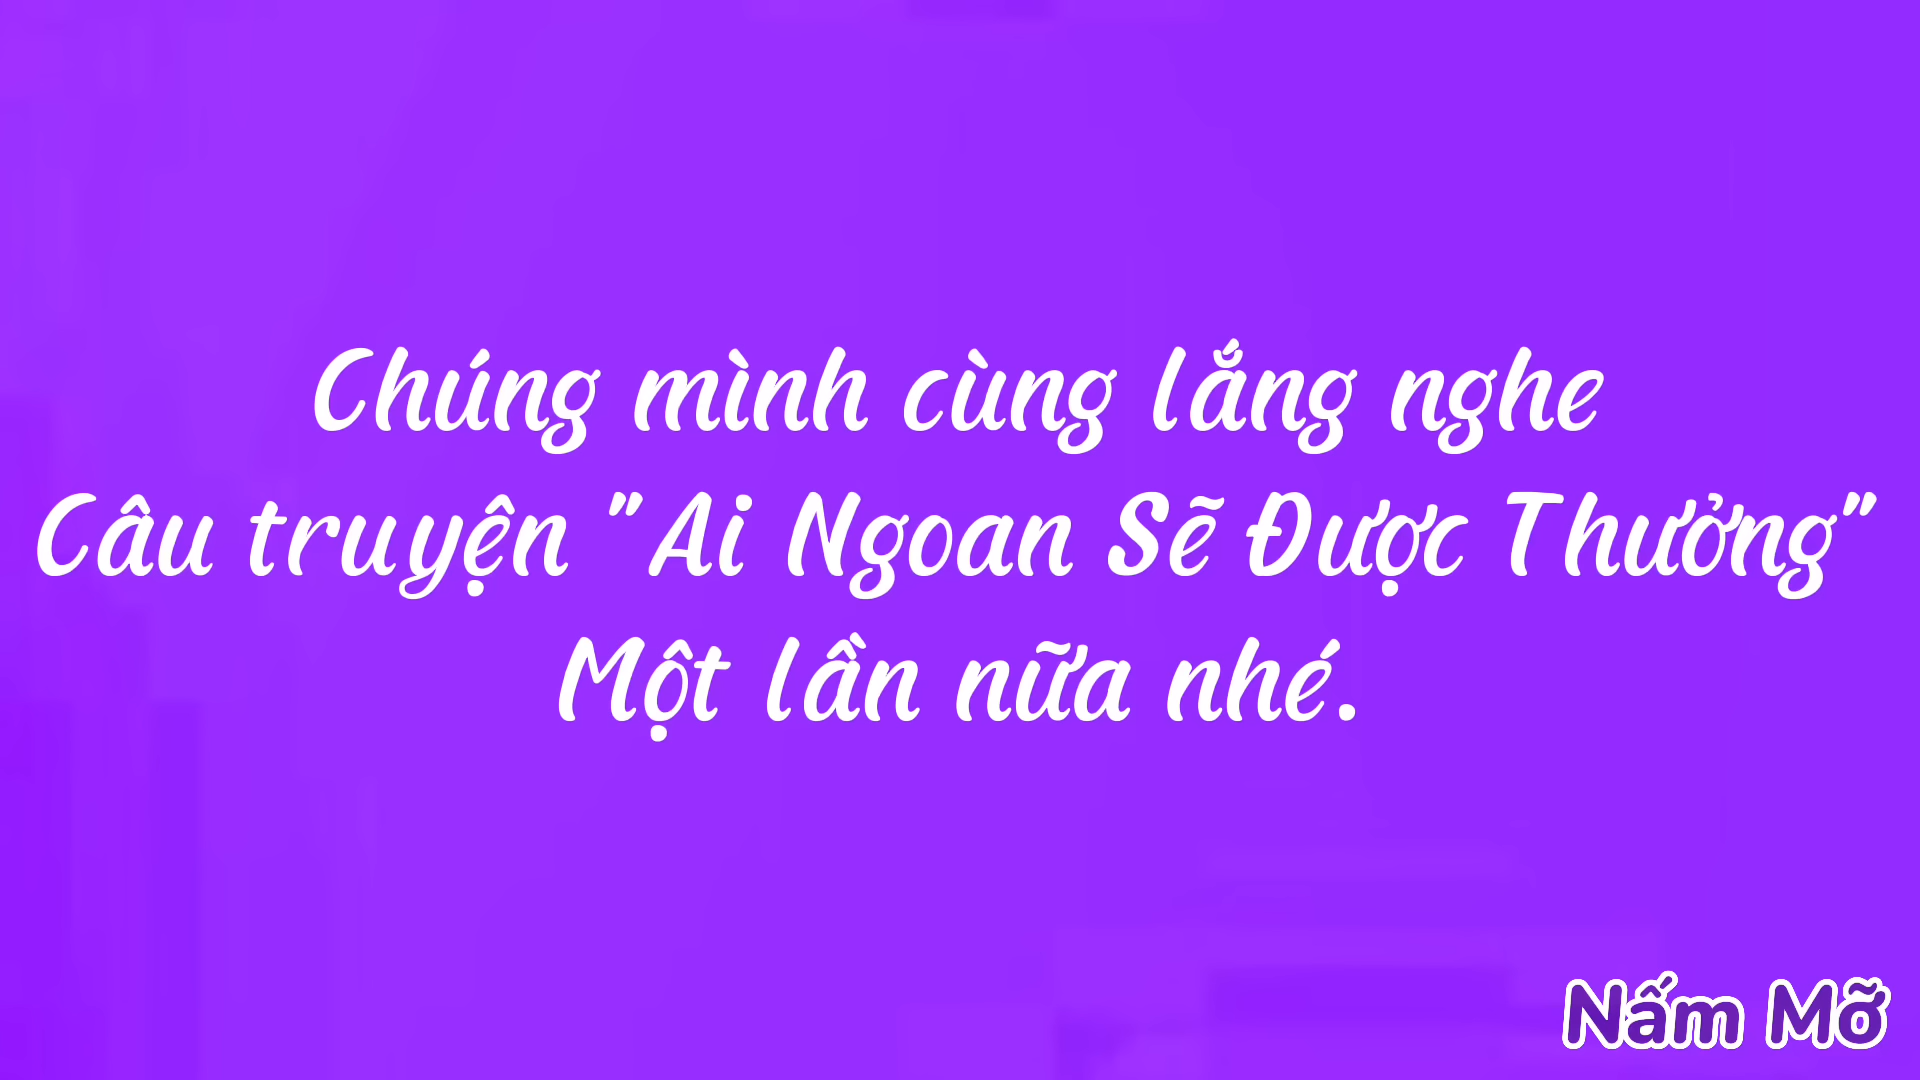 Chúng mình cùng lắng nghe
Câu truyện "Ai Ngoan Sẽ Được Thưởng"
Một lần nữa nhé.
Nấm Mỡ